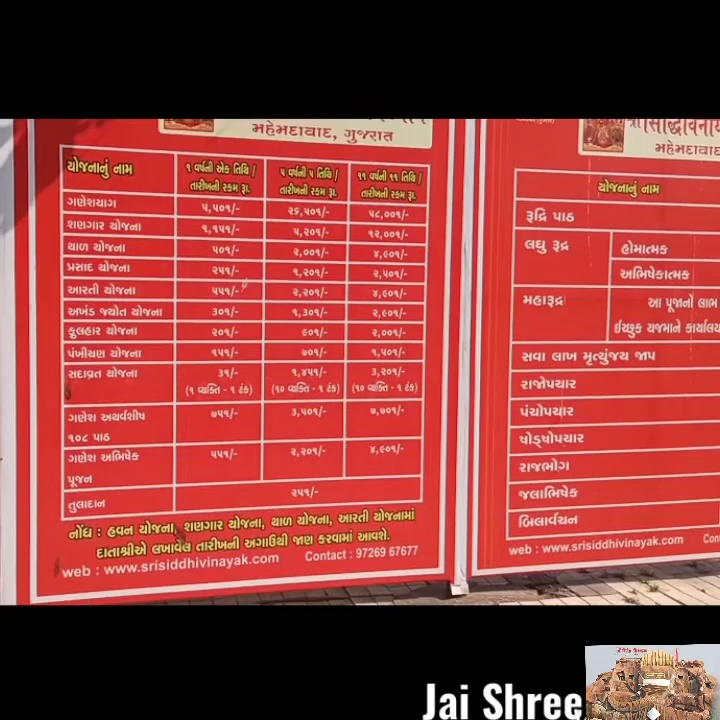 મહેમદાવાદ, ગુજરાત
યોજનાનું નામ ૧ વર્ષની એક તિથિ / તારીખની રકમ રૂા. ૫ વર્ષની ૫ તિથિ / તારીખની રકમ રૂા. ૧૧ વર્ષની ૧૧ તિથિ / તારીખની રકમ રૂા.
ગણેશયાગ ૫,૫૦૧/- ૨૬,૫૦૧/- ૫૮,૦૦૧/-
શણગાર યોજના ૧,૧૫૧/- ૫,૨૦૧/- ૧૨,૦૦૧/-
થાળ યોજના ૫૦૧/- ૨,૦૦૧/- ૪,૯૦૧/-
પ્રસાદ યોજના ૨૫૧/- ૧,૨૦૧/- ૨,૫૦૧/-
આરતી યોજના ૫૫૧/- ૨,૨૦૧/- ૪,૯૦૧/-
અખંડ જ્યોત યોજના ૩૦૧/- ૧,૩૦૧/- ૨,૯૦૧/-
ફૂલહાર યોજના ૨૦૧/- ૯૦૧/- ૨,૦૦૧/-
પંખીચણ યોજના ૧૫૧/- ૭૦૧/- ૧,૫૦૧/-
સદાવ્રત યોજના ૩૧/- ૧,૪૫૧/- ૩,૨૦૧/-
(૧ વ્યક્તિ - ૧ ટંક) (૧૦ વ્યક્તિ - ૧ ટંક) (૧૦ વ્યક્તિ - ૧ ટંક)
ગણેશ અથર્વશીષ ૭૫૧/- ૩,૫૦૧/- ૭,૭૦૧/-
૧૦૮ પાઠ
ગણેશ અભિષેક ૫૫૧/- ૨,૨૦૧/- ૪,૯૦૧/-
પૂજન
તુલાદાન ૨૫૧/-
નોંધ : હવન યોજના, શણગાર યોજના, થાળ યોજના, આરતી યોજનામાં
દાતાશ્રીએ લખાવેલ તારીખની અગાઉથી જાણ કરવામાં આવશે.
web : www.srisiddhivinayak.com Contact : 97269 67677
યોજનાનું નામ
રૂદ્રિ પાઠ
લઘુ રૂદ્ર હોમાત્મક
અભિષેકાત્મક
મહારૂદ્ર આ પૂજાનો લાભ
ઈચ્છુક યજમાને
સવા લાખ મૃત્યુંજય જાપ
રાજોપચાર
પંચોપચાર
ષોડ્ષોપચાર
રાજભોગ
જલાભિષેક
બિલાર્વચન
web : www.srisiddhivinayak.com
Jai Shree